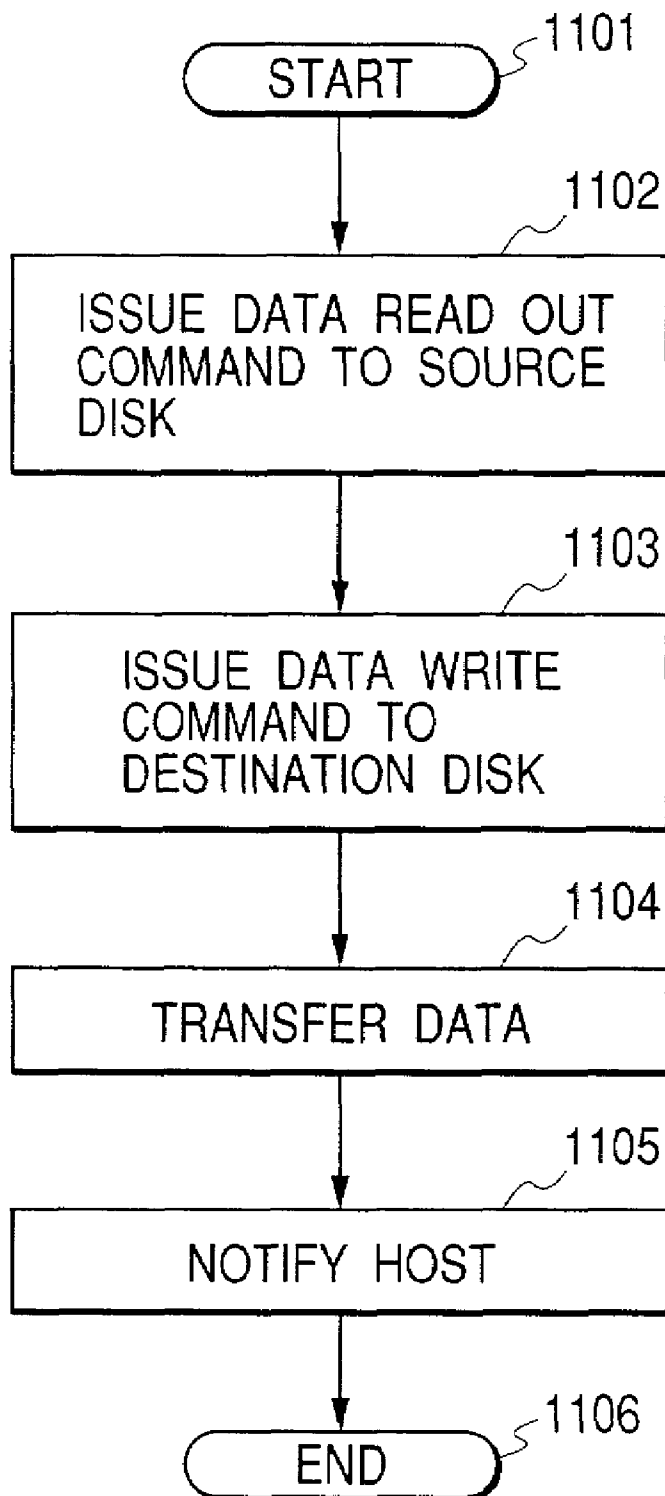 1101
START
1102
ISSUE DATA READ OUT
COMMAND TO SOURCE
DISK
1103
ISSUE DATA WRITE
COMMAND TO
DESTINATION DISK
1104
TRANSFER DATA
1105
NOTIFY HOST
1106
END